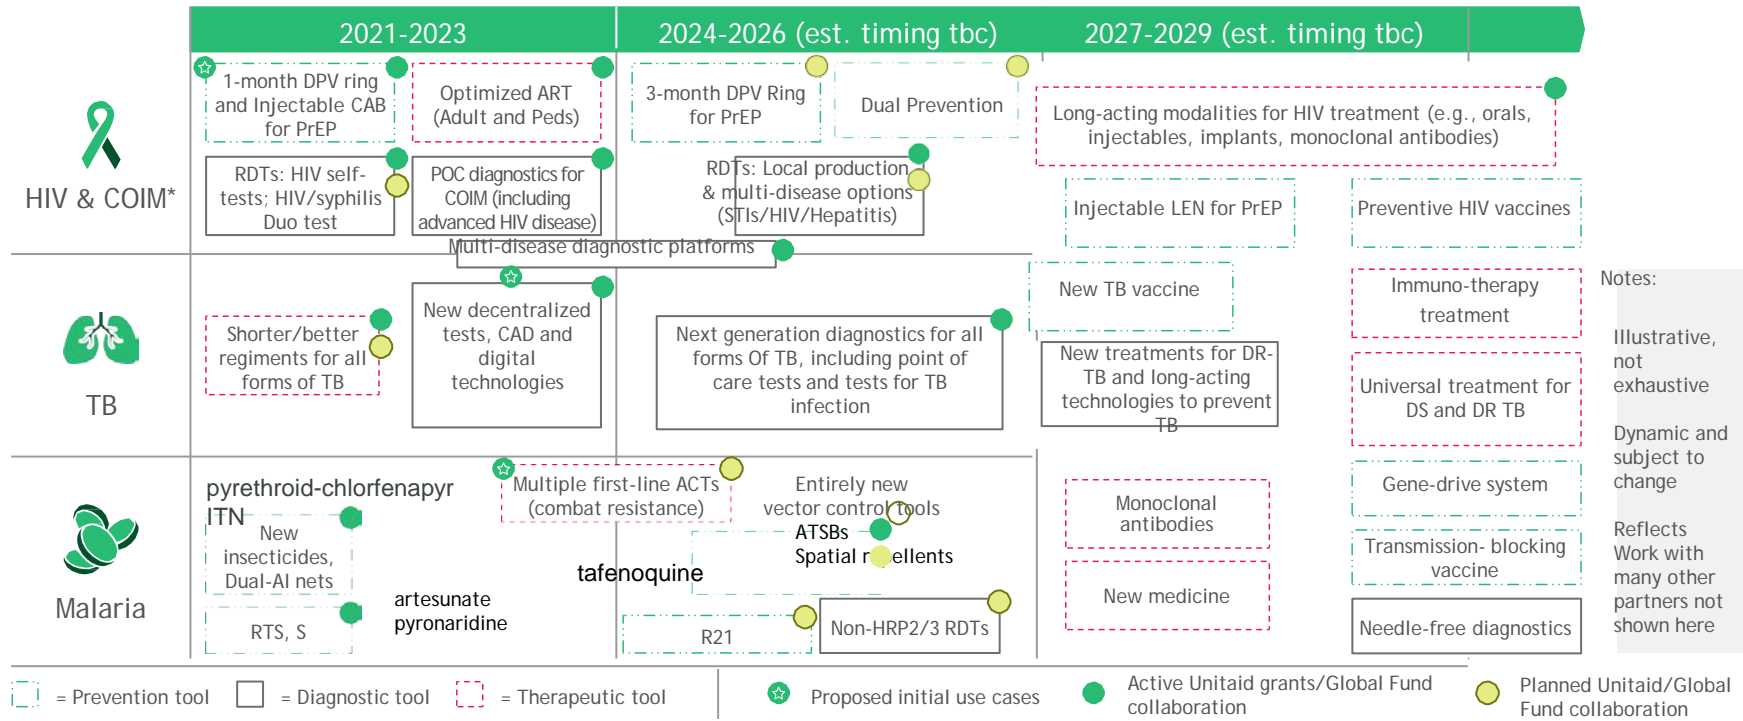 2021-2023
2024-2026 (est. timing tbc)
2027-2029 (est. timing tbc)
HIV & COIM*
1-month DPV ring
and Injectable CAB
for PrEP
Optimized ART
(Adult and Peds)
3-month DPV Ring
for PrEP
Dual Prevention
Long-acting modalities for HIV treatment (e.g., orals,
injectables, implants, monoclonal antibodies)
RDTs: HIV self-
tests; HIV/syphilis
Duo test
POC diagnostics for
COIM (including
advanced HIV disease)
RDTs: Local production
& multi-disease options
(STIs/HIV/Hepatitis)
Injectable LEN for PrEP
Preventive HIV vaccines
Multi-disease diagnostic platforms
TB
Shorter/better
regiments for all
forms of TB
New decentralized
tests, CAD and
digital
technologies
Next generation diagnostics for all
forms Of TB, including point of
care tests and tests for TB
infection
New TB vaccine
New treatments for DR-
TB and long-acting
technologies to prevent
TB
Immuno-therapy
treatment
Universal treatment for
DS and DR TB
Malaria
pyrethroid-chlorfenapyr
ITN
New
insecticides,
Dual-AI nets
RTS, S
artesunate
pyronaridine
Multiple first-line ACTs
(combat resistance)
tafenoquine
Entirely new
vector control tools
ATSBs
Spatial repellents
R21
Non-HRP2/3 RDTs
Monoclonal
antibodies
New medicine
Gene-drive system
Transmission- blocking
vaccine
Needle-free diagnostics
Notes:
Illustrative,
not
exhaustive
Dynamic and
subject to
change
Reflects
Work with
many other
partners not
shown here
= Prevention tool
= Diagnostic tool
= Therapeutic tool
Proposed initial use cases
Active Unitaid grants/Global Fund
collaboration
Planned Unitaid/Global
Fund collaboration